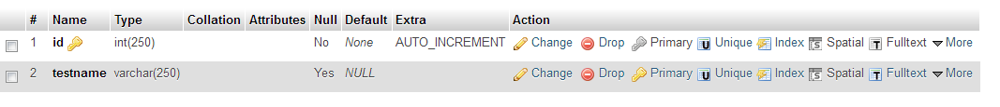 # Name Type Collation Attributes Null Default Extra Action
1 id int(250) No None AUTO_INCREMENT Change Drop Primary Unique Index Spatial Fulltext More
2 testname varchar(250) Yes NULL Change Drop Primary Unique Index Spatial Fulltext More